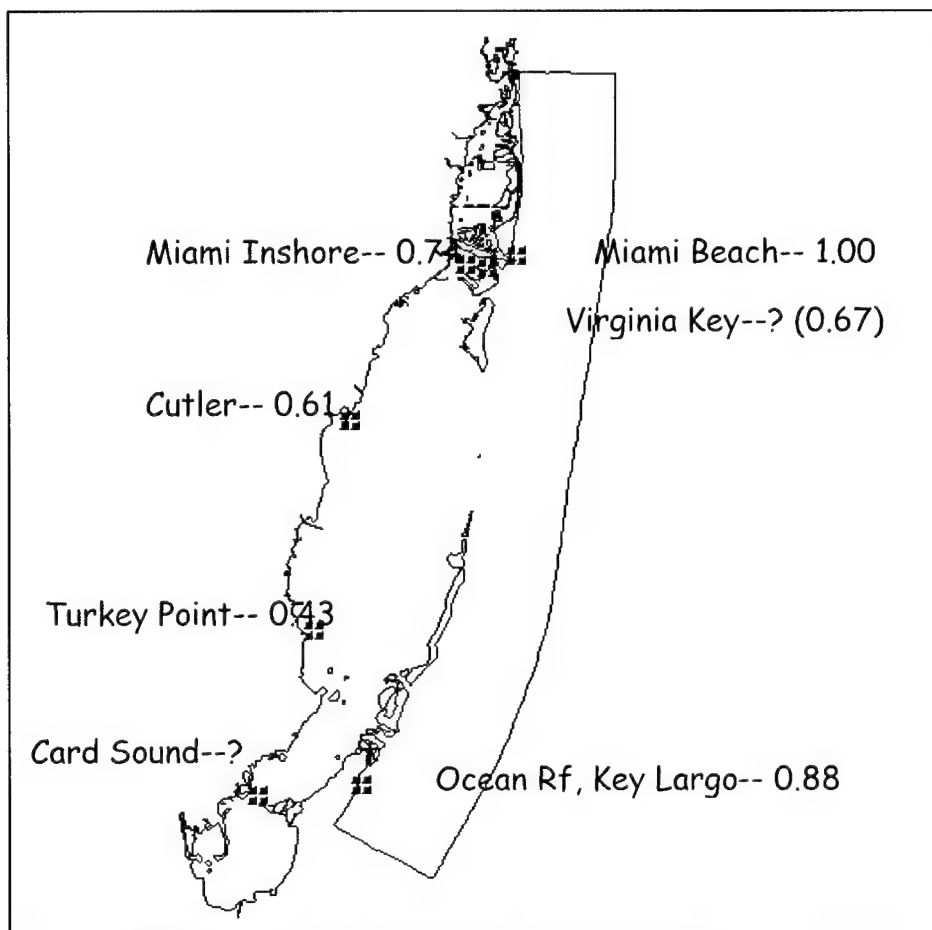 Miami Inshore-- 0.7
Miami Beach-- 1.00
Virginia Key--? (0.67)
Cutler-- 0.61
Turkey Point-- 0.43
Card Sound--?
Ocean Rf, Key Largo-- 0.88